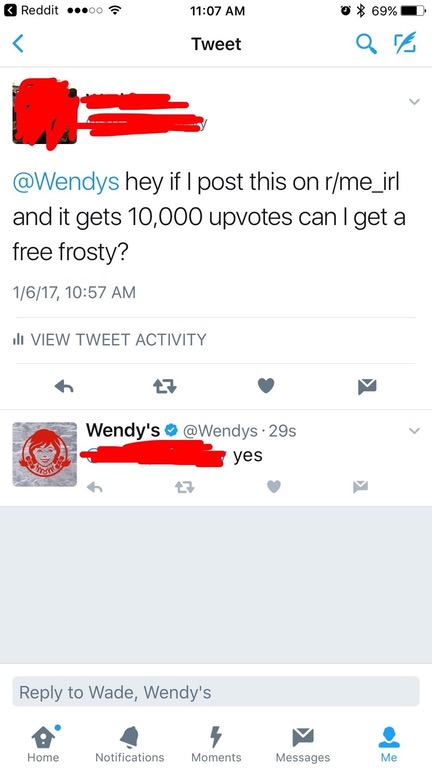 Reddit 11:07 AM 69%
Tweet
@Wendys hey if I post this on r/me_irl
and it gets 10,000 upvotes can I get a
free frosty?
1/6/17, 10:57 AM
VIEW TWEET ACTIVITY
Wendy's @Wendys · 29s
yes
Reply to Wade, Wendy's
Home Notifications Moments Messages Me